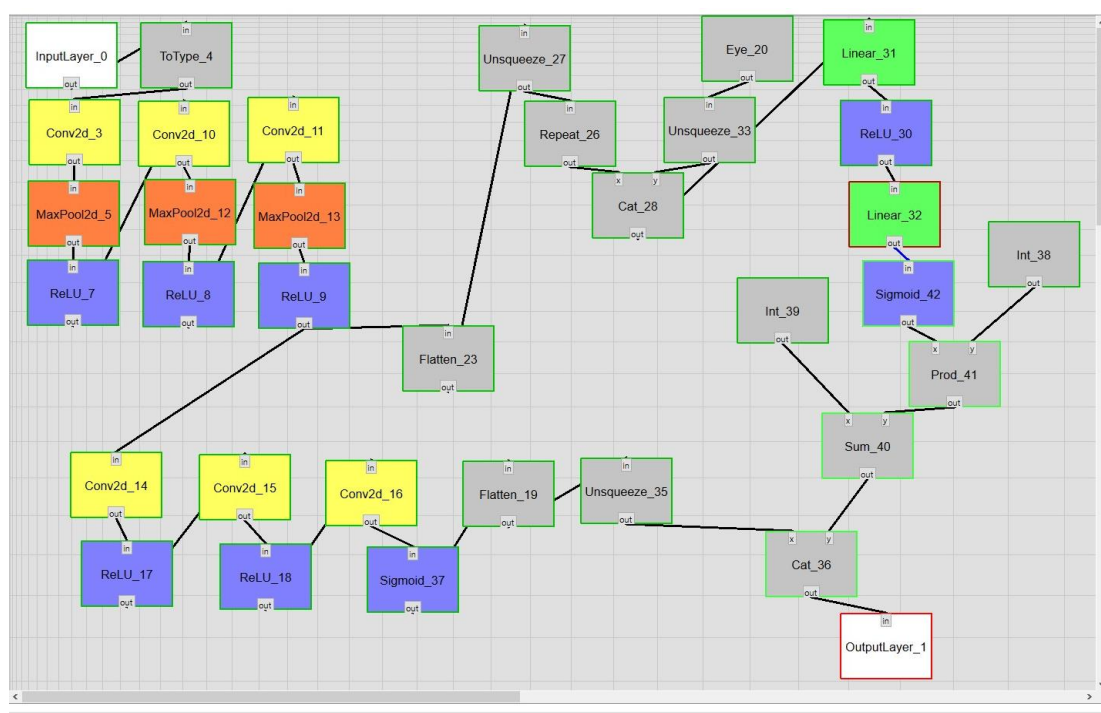 InputLayer_0
out
in
ToType_4
out
in
Conv2d_3
out
in
Conv2d_10
out
in
Conv2d_11
out
in
MaxPool2d_5
out
in
MaxPool2d_12
out
in
MaxPool2d_13
out
in
ReLU_7
out
in
ReLU_8
out
in
ReLU_9
out
in
Unsqueeze_27
out
in
Repeat_26
out
Eye_20
out
in
Unsqueeze_33
out
x y
Cat_28
out
in
Linear_31
out
in
ReLU_30
out
in
Linear_32
out
in
Sigmoid_42
out
Int_38
out
Int_39
out
x y
Prod_41
out
x y
Sum_40
out
in
Flatten_23
out
in
Conv2d_14
out
in
Conv2d_15
out
in
Conv2d_16
out
in
Flatten_19
out
in
Unsqueeze_35
out
in
ReLU_17
out
in
ReLU_18
out
in
Sigmoid_37
out
x y
Cat_36
out
in
OutputLayer_1